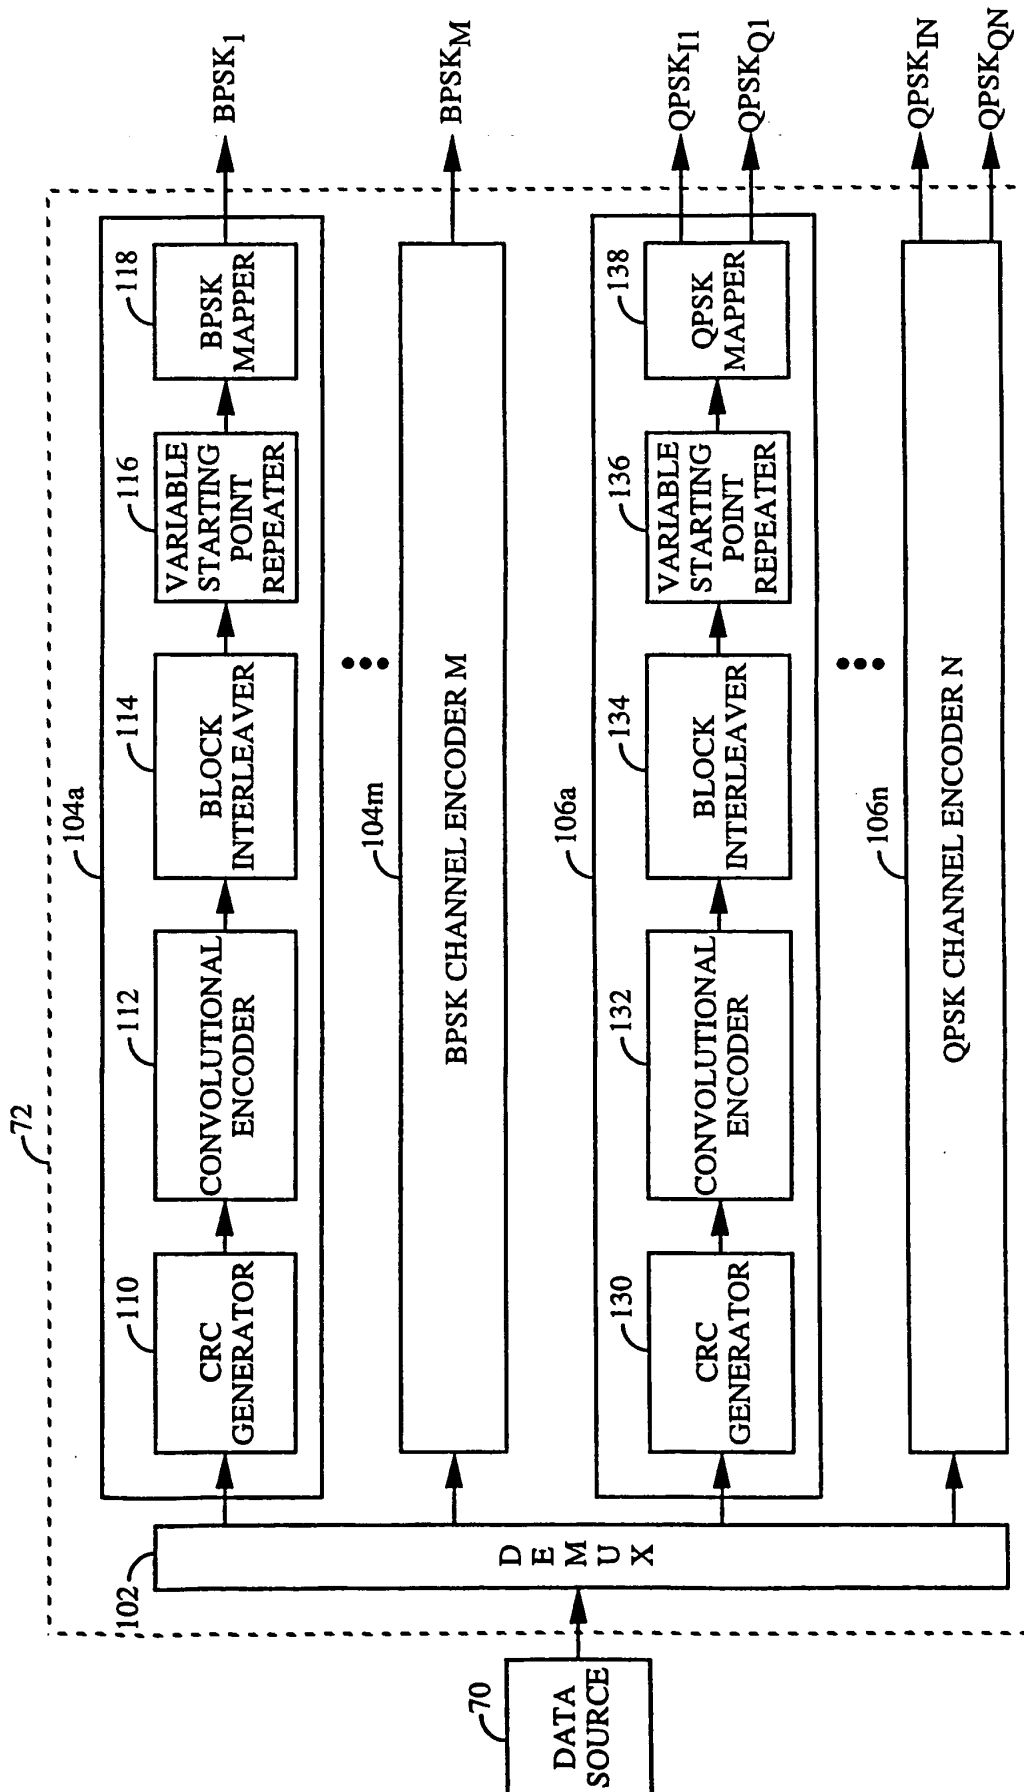 72
104a
110
112
114
116
118
CRC
GENERATOR
CONVOLUTIONAL
ENCODER
BLOCK
INTERLEAVER
VARIABLE
STARTING
POINT
REPEATER
BPSK
MAPPER
BPSK1
104m
BPSK CHANNEL ENCODER M
BPSKM
102
70
DATA
SOURCE
D
E
M
U
X
106a
130
132
134
136
138
CRC
GENERATOR
CONVOLUTIONAL
ENCODER
BLOCK
INTERLEAVER
VARIABLE
STARTING
POINT
REPEATER
QPSK
MAPPER
QPSKI1
QPSKQ1
106n
QPSK CHANNEL ENCODER N
QPSKIN
QPSKQN